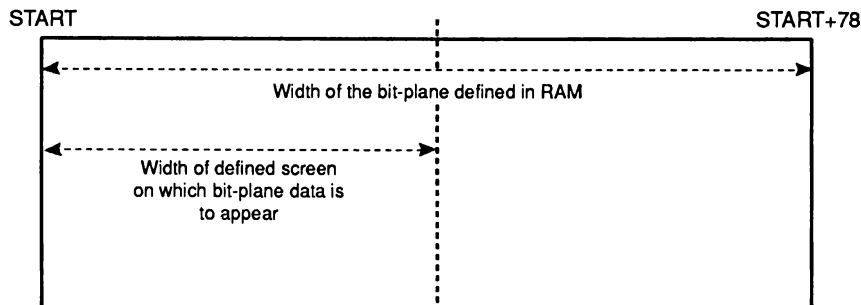 START START+78
Width of the bit-plane defined in RAM
Width of defined screen
on which bit-plane data is
to appear